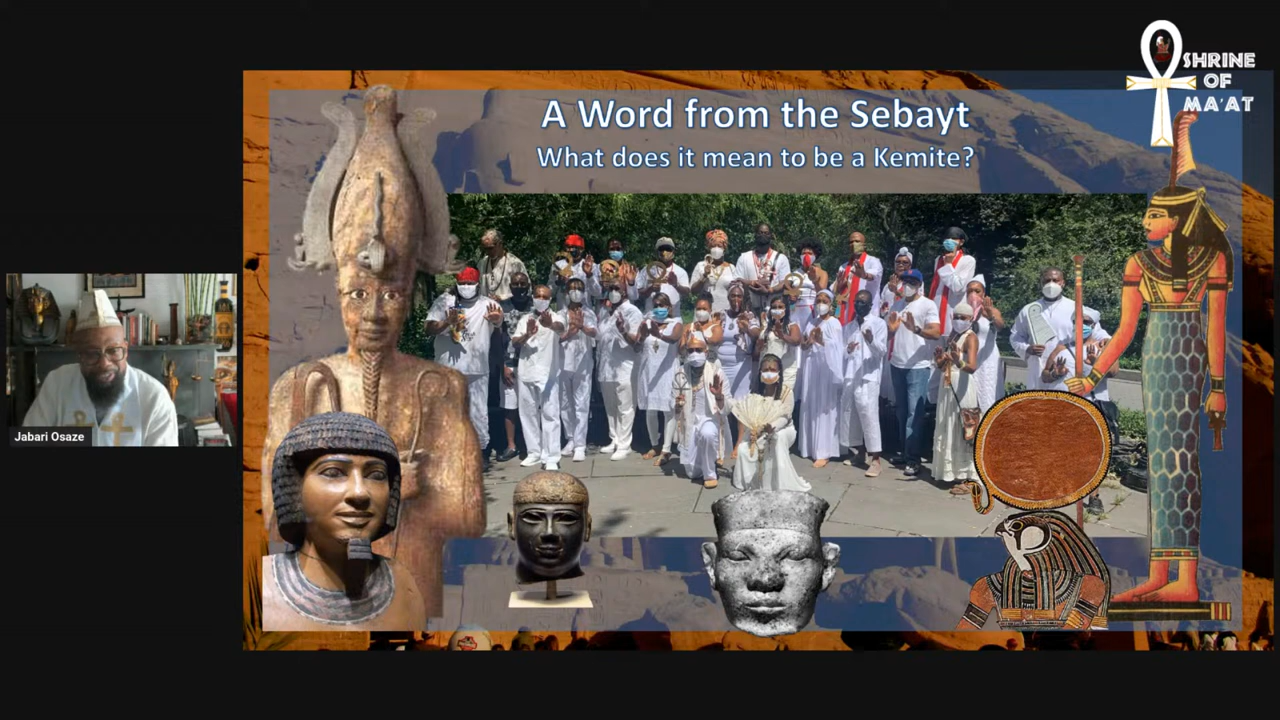 SHRINE
OF
MA'AT
A Word from the Sebayt
What does it mean to be a Kemite?
Jabari Osaze